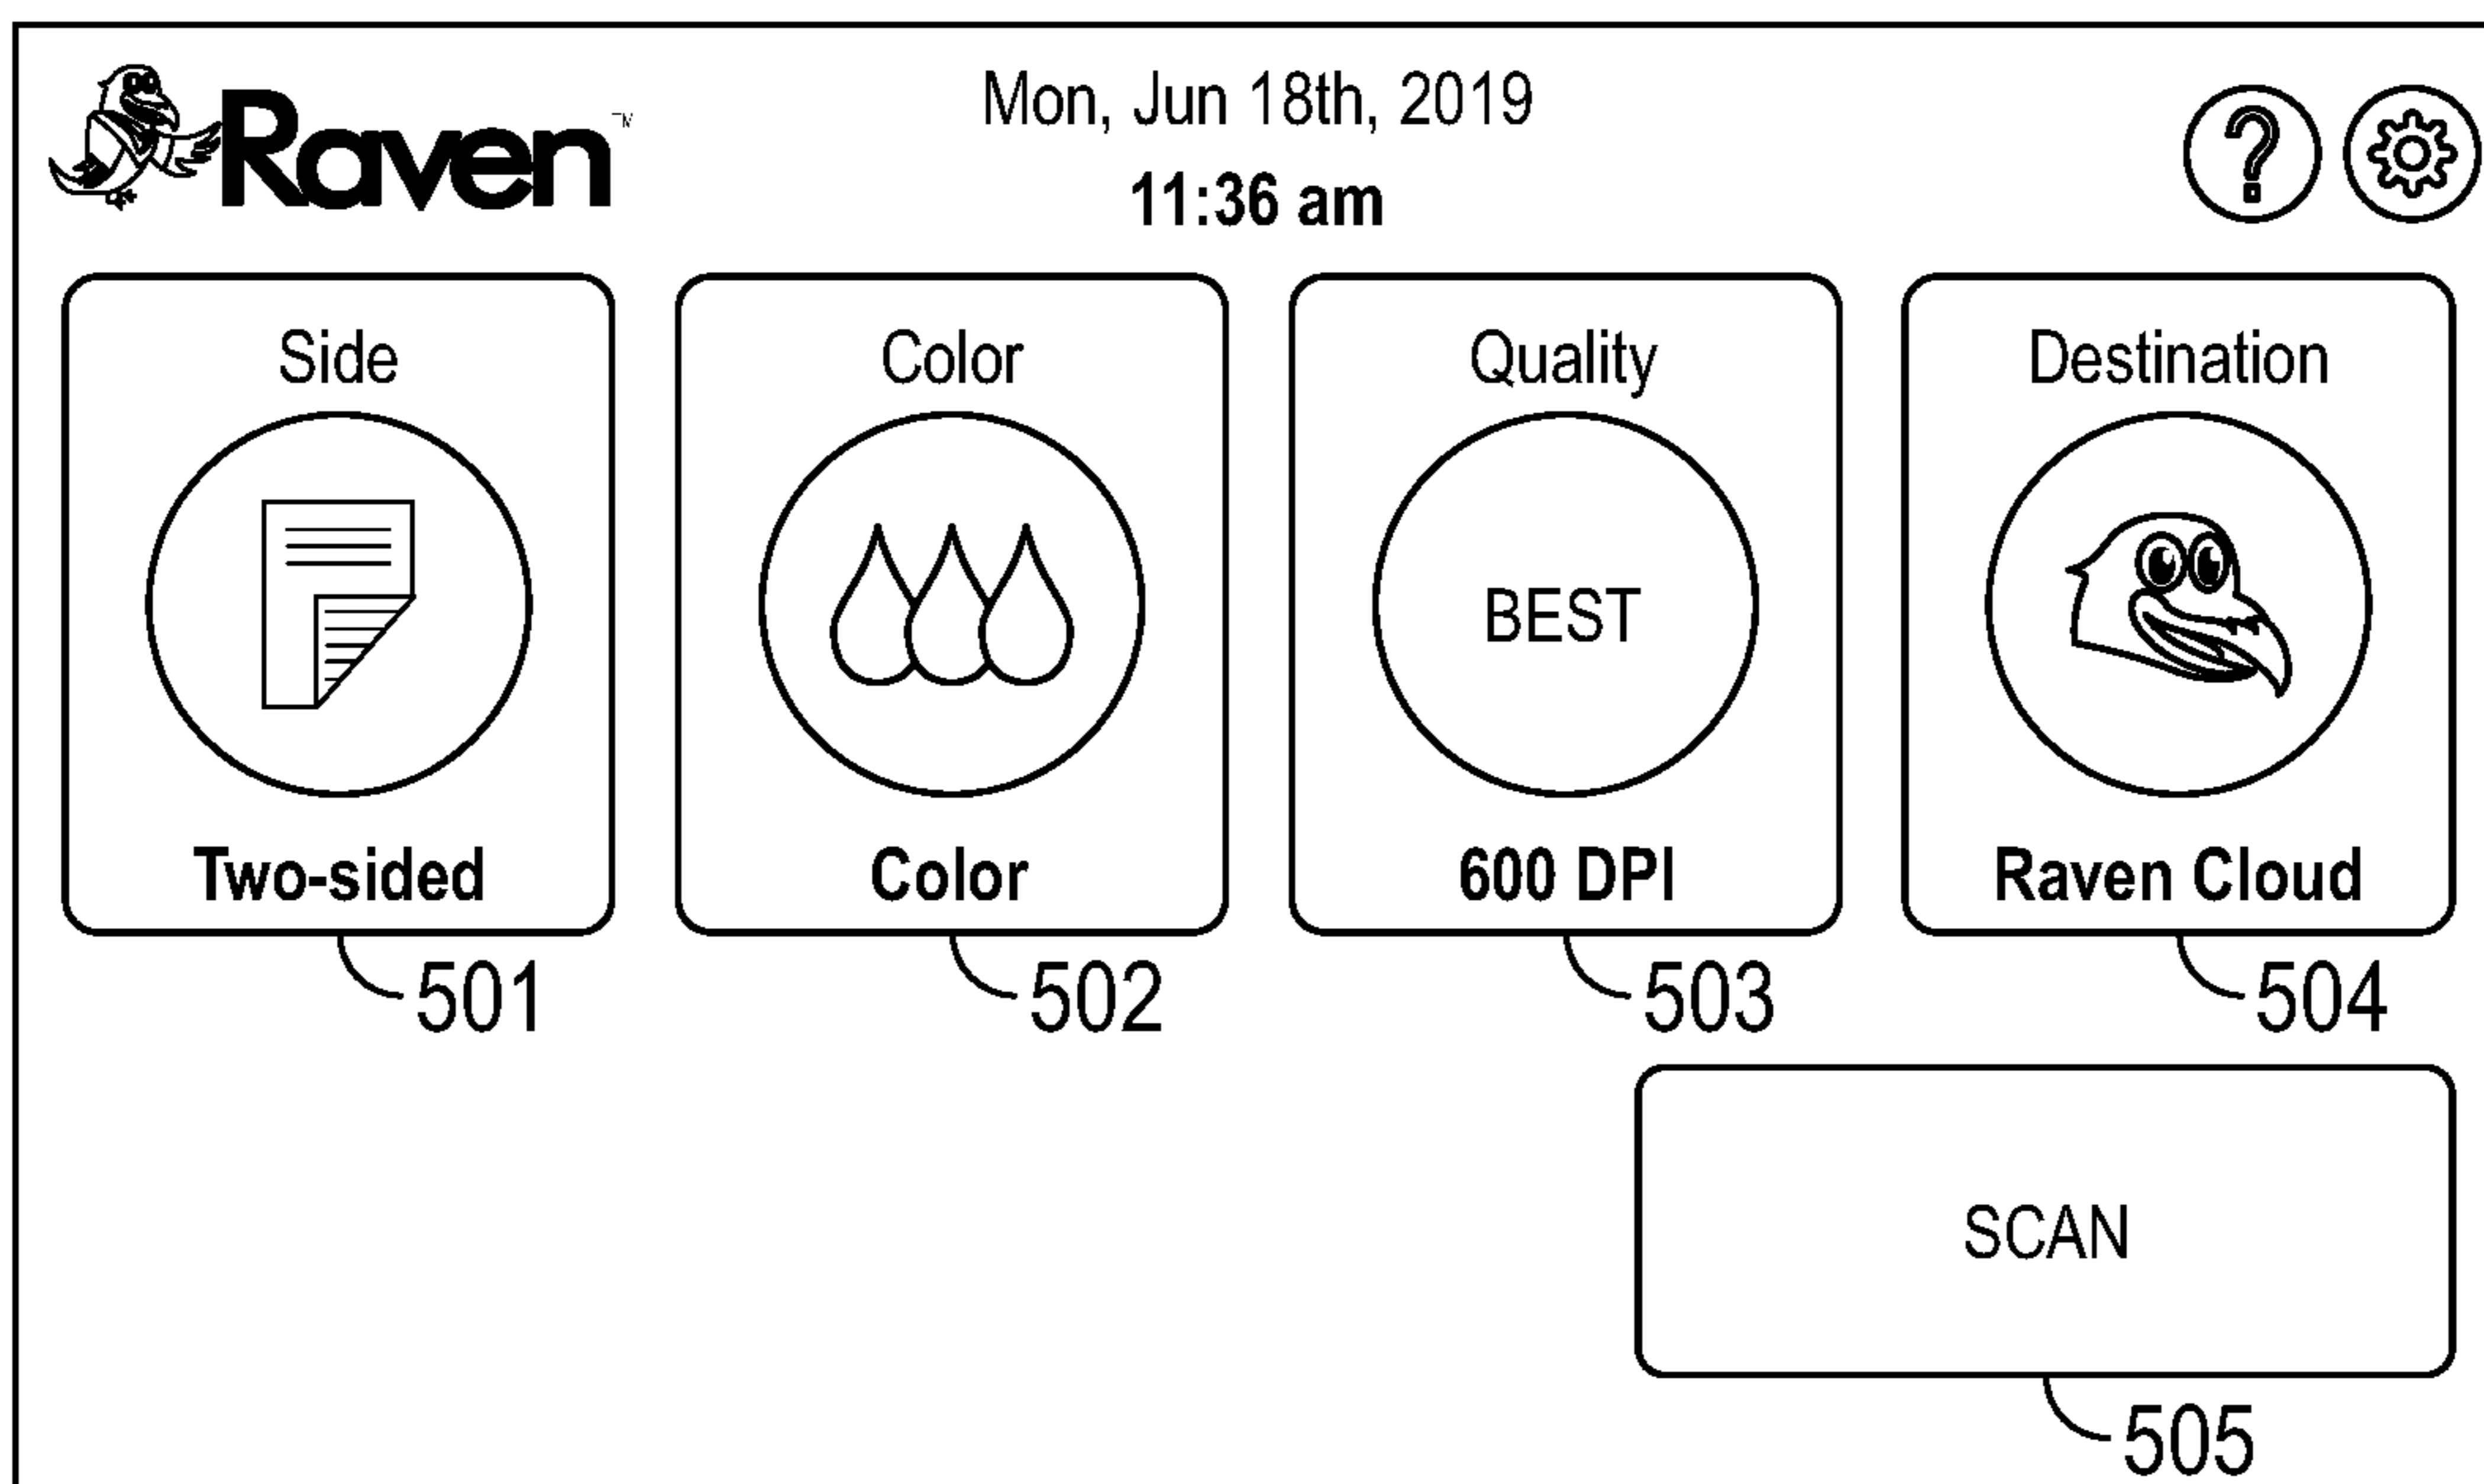 Raven™
Mon, Jun 18th, 2019
11:36 am
Side
Two-sided
501
Color
Color
502
Quality
BEST
600 DPI
503
Destination
Raven Cloud
504
SCAN
505